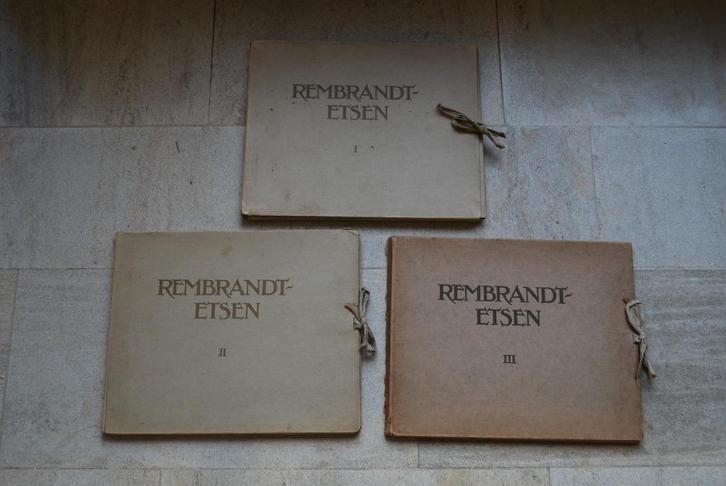 REMBRANDT-
ETSEN
I
REMBRANDT-
ETSEN
II
REMBRANDT-
ETSEN
III